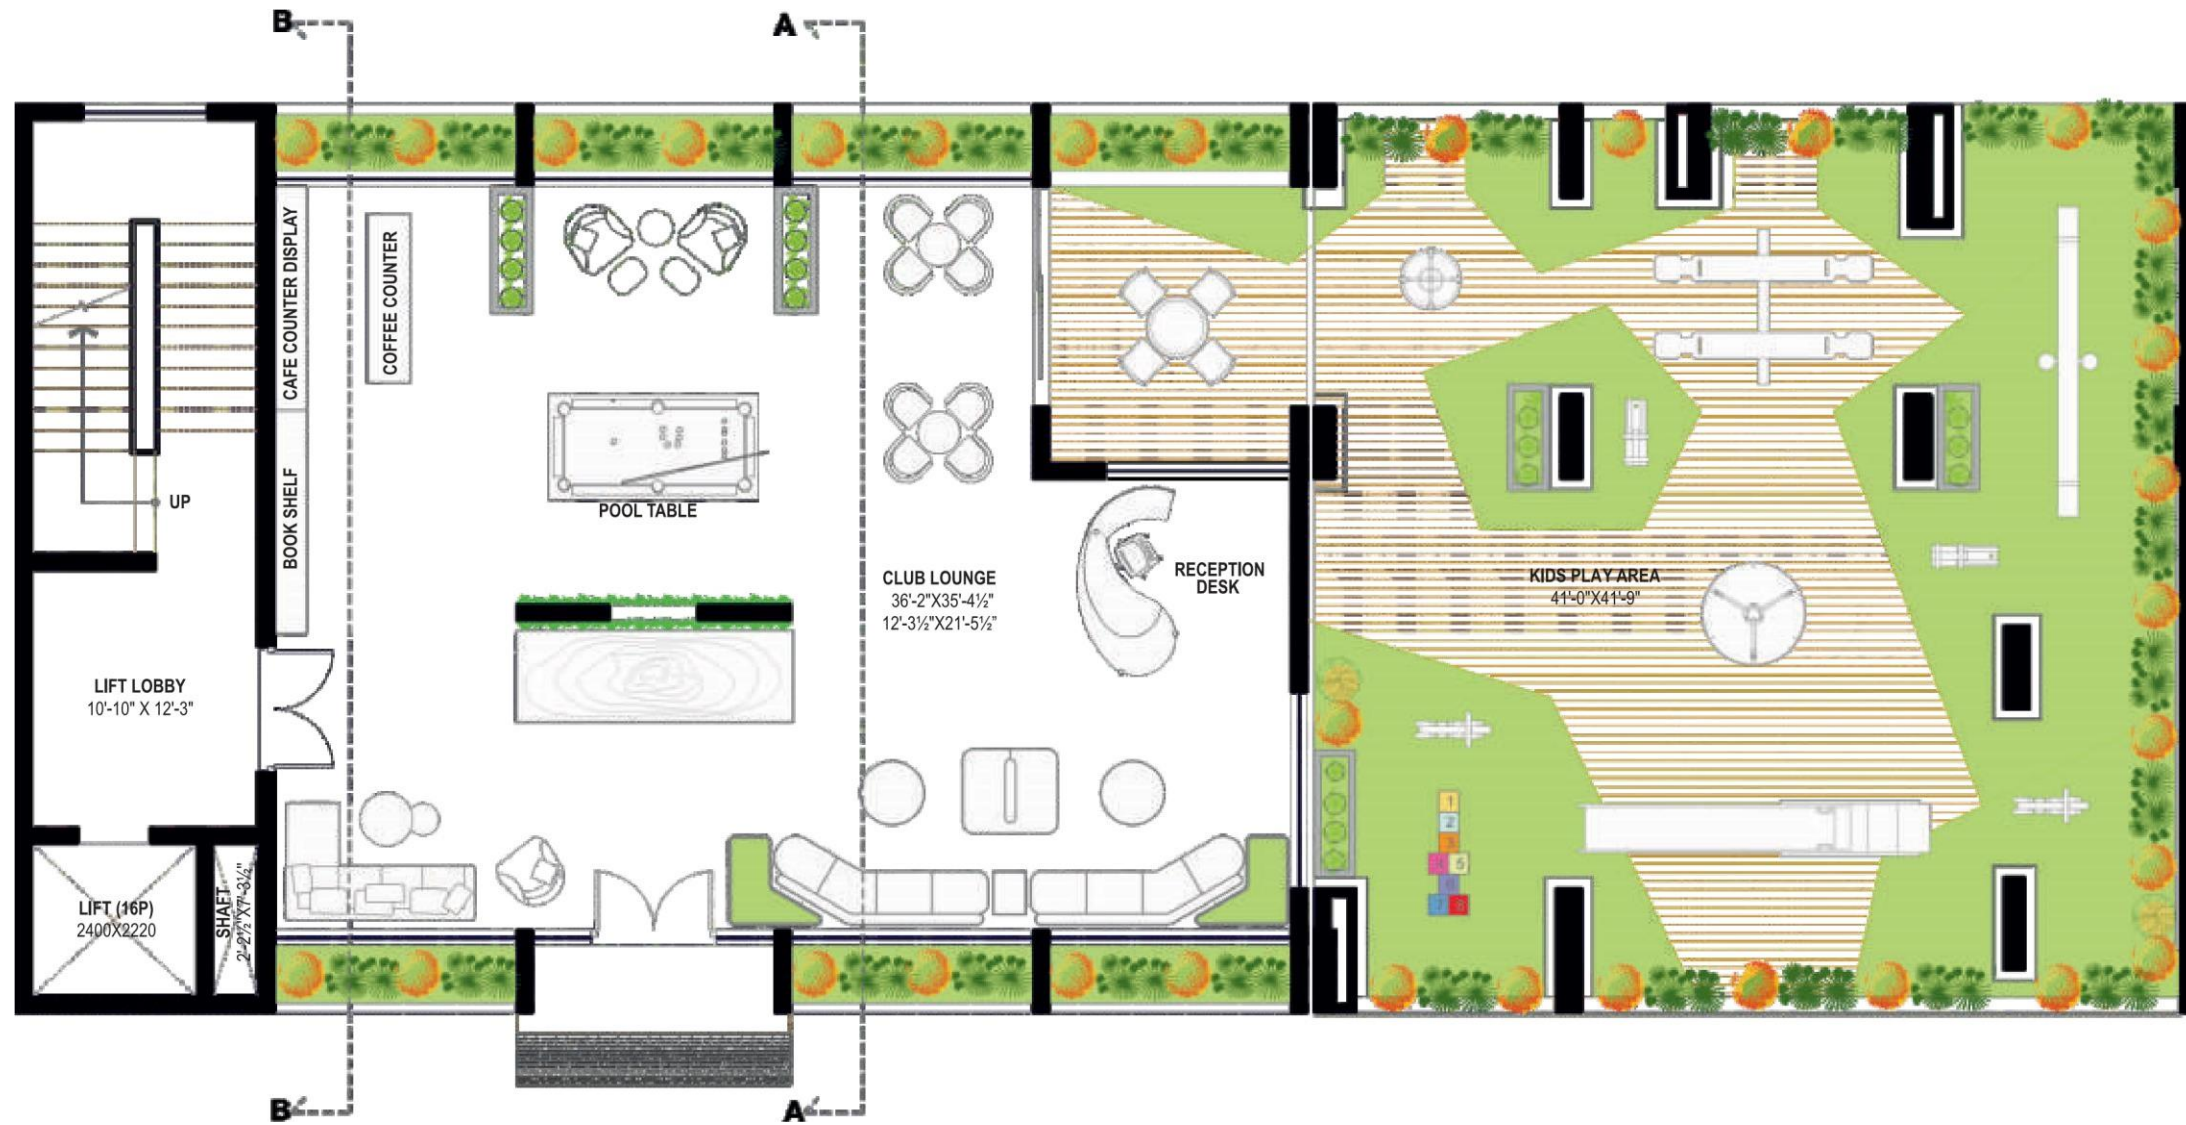 B
A
CAFE COUNTER DISPLAY
COFFEE COUNTER
BOOK SHELF
UP
POOL TABLE
CLUB LOUNGE
36'-2"X35'-4½"
12'-3½"X21'-5½"
RECEPTION
DESK
KIDS PLAY AREA
41'-0"X41'-9"
LIFT LOBBY
10'-10" X 12'-3"
LIFT (16P)
2400X2220
SHAFT
2'-2½"X7'-3½"
1
2
3
4 5
6
7 8
B
A